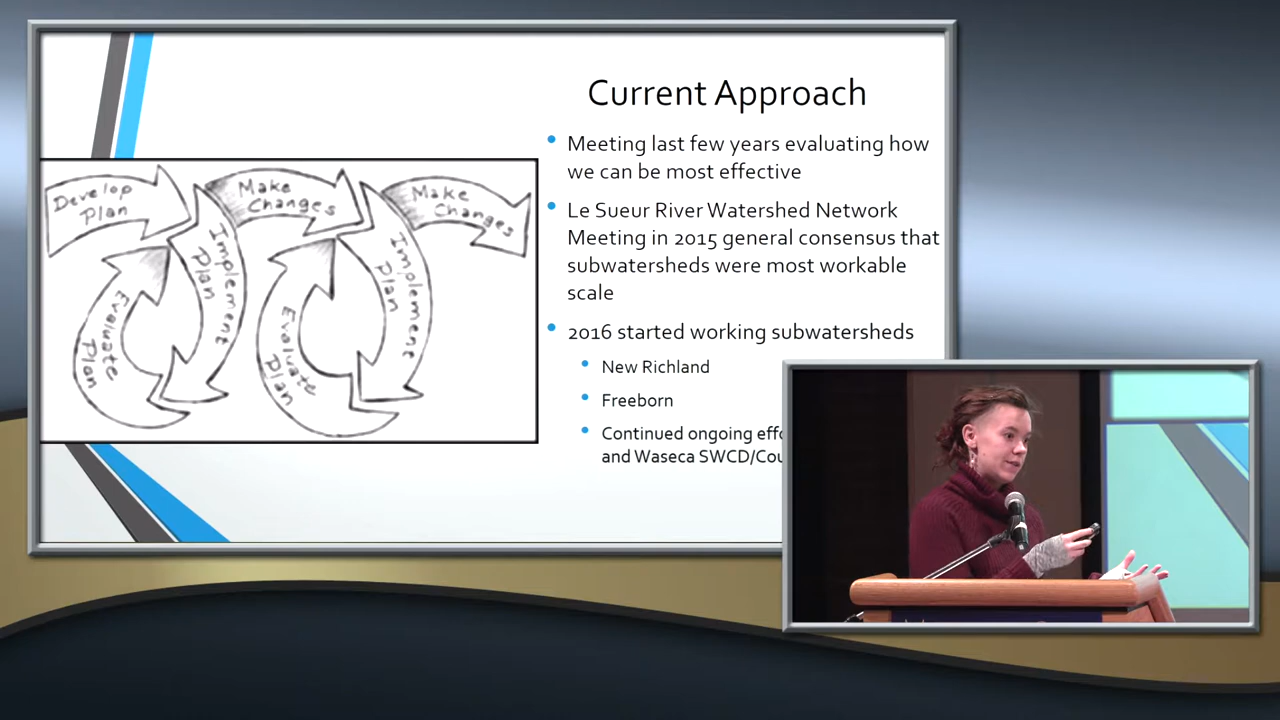 Current Approach
Meeting last few years evaluating how
we can be most effective
Le Sueur River Watershed Network
Meeting in 2015 general consensus that
subwatersheds were most workable
scale
2016 started working subwatersheds
New Richland
Freeborn
Continued ongoing
and Waseca SWCD/
Develop
Plan
Make
Changes
Make
Changes
Implement
Plan
Implement
Plan
Evaluate
Plan
Evaluate
Plan